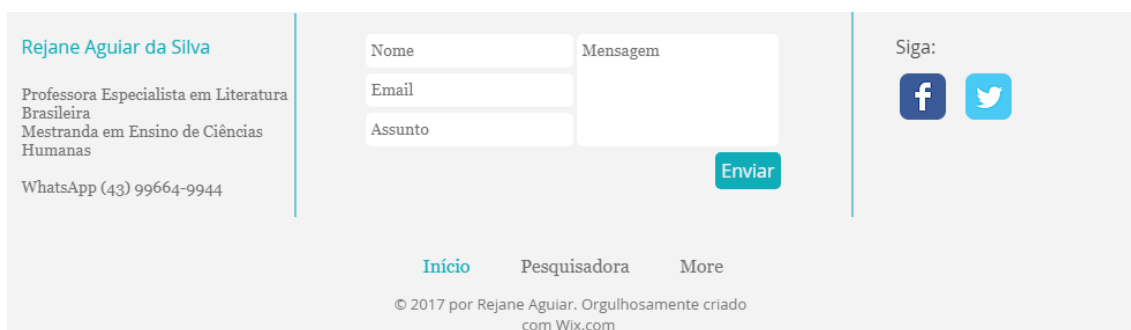 Rejane Aguiar da Silva
Professora Especialista em Literatura
Brasileira
Mestranda em Ensino de Ciências
Humanas
WhatsApp (43) 99664-9944
Nome
Email
Assunto
Mensagem
Enviar
Siga:
Início Pesquisadora More
© 2017 por Rejane Aguiar. Orgulhosamente criado
com Wix.com